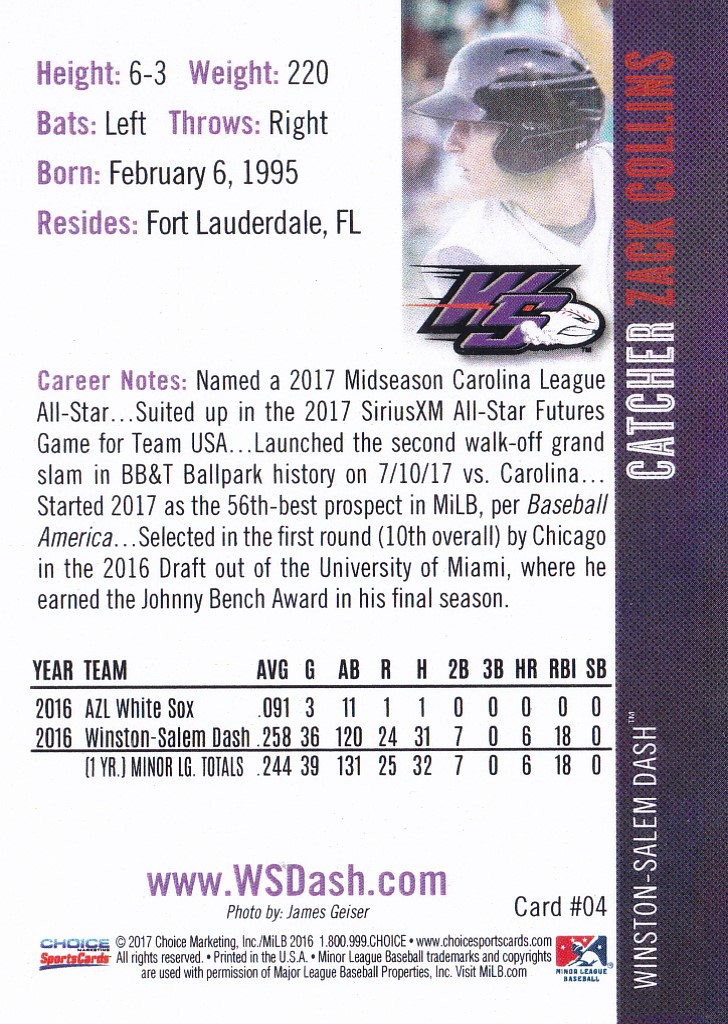 Height: 6-3 Weight: 220
Bats: Left Throws: Right
Born: February 6, 1995
Resides: Fort Lauderdale, FL
WS
™
CATCHER ZACK COLLINS
Career Notes: Named a 2017 Midseason Carolina League
All-Star...Suited up in the 2017 SiriusXM All-Star Futures
Game for Team USA...Launched the second walk-off grand
slam in BB&T Ballpark history on 7/10/17 vs. Carolina...
Started 2017 as the 56th-best prospect in MiLB, per Baseball
America...Selected in the first round (10th overall) by Chicago
in the 2016 Draft out of the University of Miami, where he
earned the Johnny Bench Award in his final season.
YEAR TEAM AVG G AB R H 2B 3B HR RBI SB
2016 AZL White Sox .091 3 11 1 1 0 0 0 0 0
2016 Winston-Salem Dash .258 36 120 24 31 7 0 6 18 0
(1 YR.) MINOR LG. TOTALS .244 39 131 25 32 7 0 6 18 0
WINSTON-SALEM DASH™
www.WSDash.com
Photo by: James Geiser
Card #04
CHOICE
MARKETING
SportsCards
© 2017 Choice Marketing, Inc./MiLB 2016 1.800.999.CHOICE • www.choicesportscards.com
All rights reserved. • Printed in the U.S.A. • Minor League Baseball trademarks and copyrights
are used with permission of Major League Baseball Properties, Inc. Visit MiLB.com
MINOR LEAGUE
BASEBALL